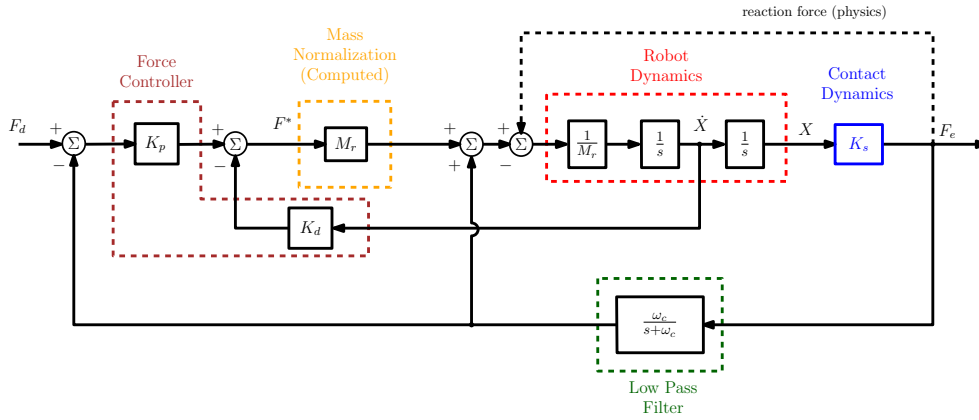 reaction force (physics)
Mass
Normalization
(Computed)
Force
Controller
Robot
Dynamics
Contact
Dynamics
F_d
+
Σ
−
K_p
+
Σ
−
F*
M_r
+
Σ
+
+
Σ
−
1/M_r
1/s
Ẋ
1/s
X
K_s
F_e
K_d
ω_c/(s+ω_c)
Low Pass
Filter